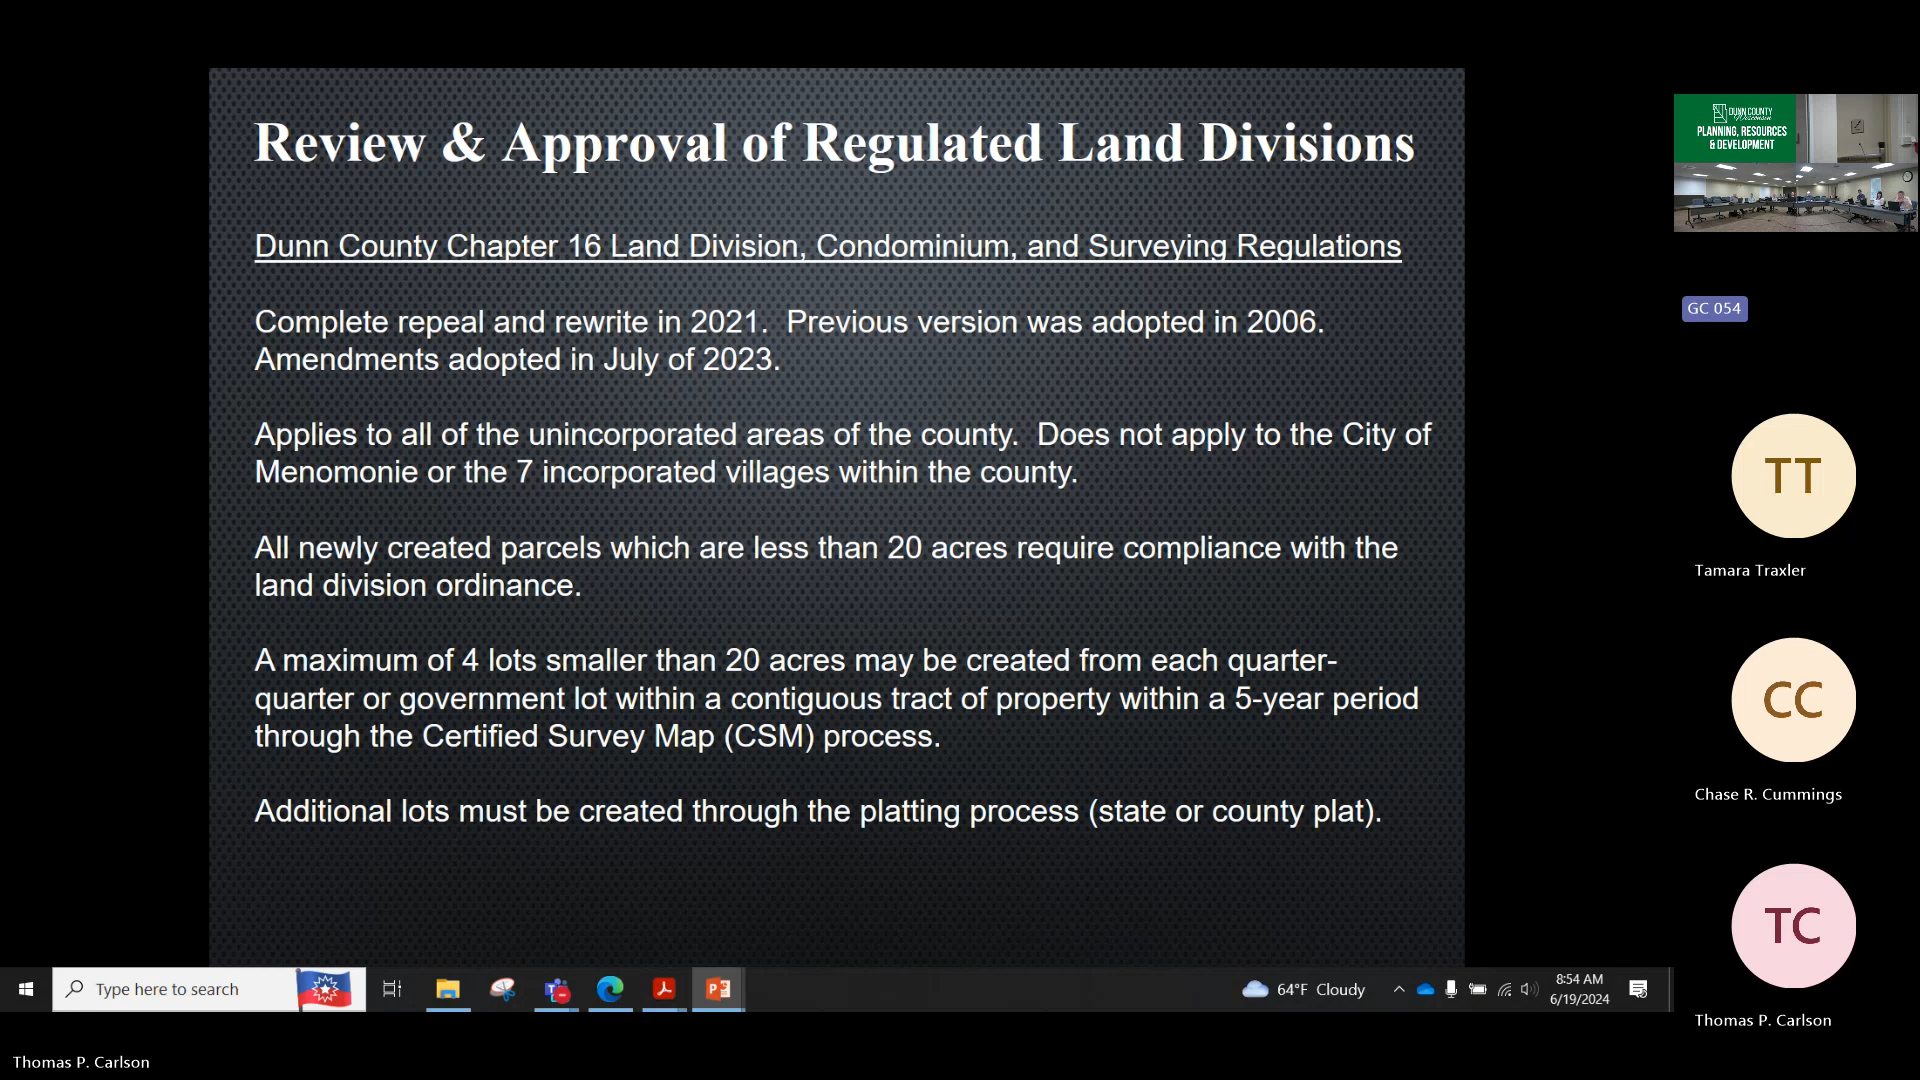 Review & Approval of Regulated Land Divisions
Dunn County Chapter 16 Land Division, Condominium, and Surveying Regulations
Complete repeal and rewrite in 2021.  Previous version was adopted in 2006.
Amendments adopted in July of 2023.
Applies to all of the unincorporated areas of the county.  Does not apply to the City of
Menomonie or the 7 incorporated villages within the county.
All newly created parcels which are less than 20 acres require compliance with the
land division ordinance.
A maximum of 4 lots smaller than 20 acres may be created from each quarter-
quarter or government lot within a contiguous tract of property within a 5-year period
through the Certified Survey Map (CSM) process.
Additional lots must be created through the platting process (state or county plat).
DUNN COUNTY
Wisconsin
PLANNING, RESOURCES
& DEVELOPMENT
GC 054
TT
Tamara Traxler
CC
Chase R. Cummings
TC
Thomas P. Carlson
Type here to search
64°F Cloudy
8:54 AM
6/19/2024
Thomas P. Carlson